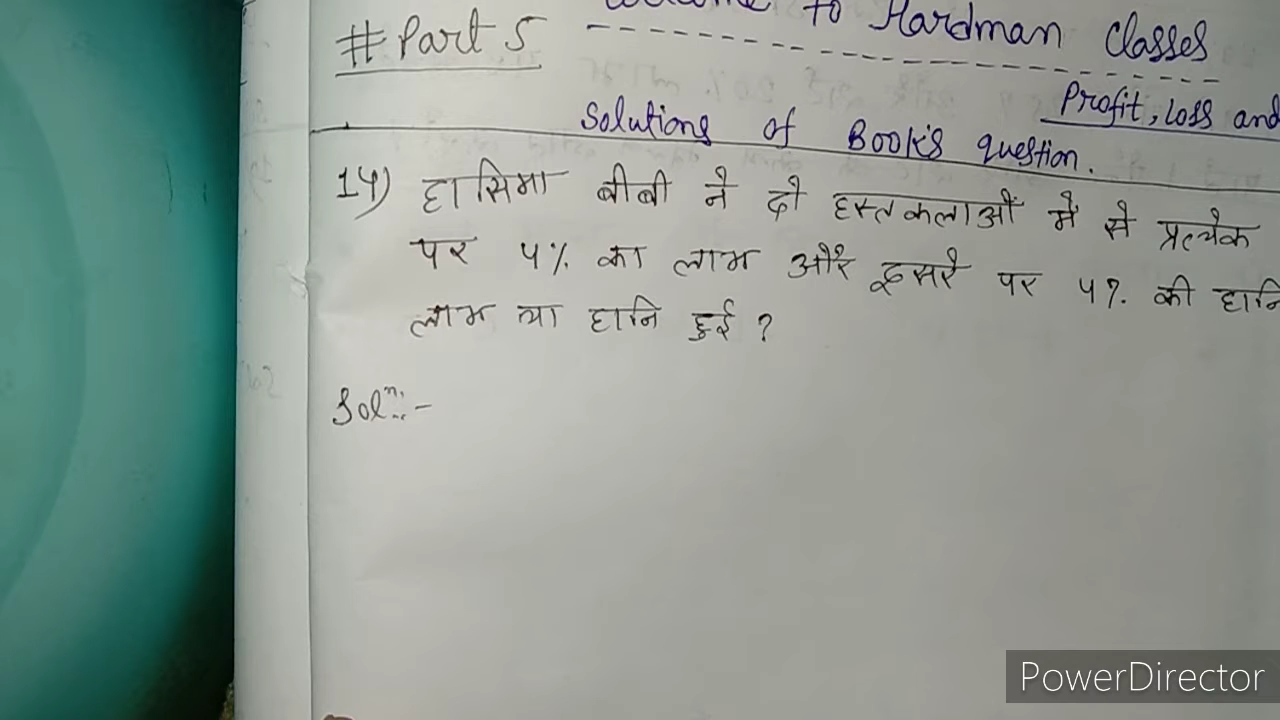 # Part 5
to Hardman Classes
Profit, Loss and
Solutions of Book's question.
14) हासिमा बीबी ने दो हस्तकलाओं में से प्रत्येक
पर 4% का लाभ और दूसरे पर 4% की हानि
लाभ या हानि हुई ?
Solⁿ:-
PowerDirector